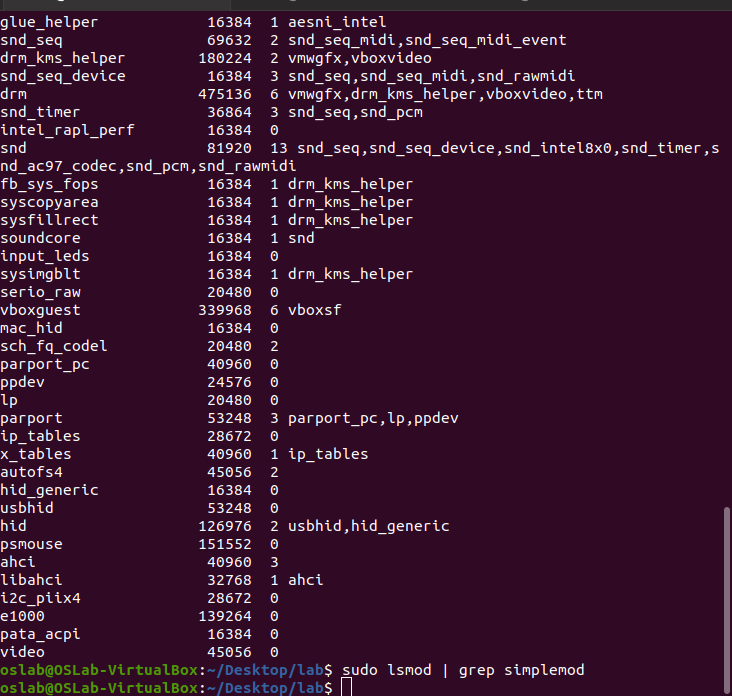 glue_helper            16384  1 aesni_intel
snd_seq                69632  2 snd_seq_midi,snd_seq_midi_event
drm_kms_helper        180224  2 vmwgfx,vboxvideo
snd_seq_device         16384  3 snd_seq,snd_seq_midi,snd_rawmidi
drm                   475136  6 vmwgfx,drm_kms_helper,vboxvideo,ttm
snd_timer              36864  3 snd_seq,snd_pcm
intel_rapl_perf        16384  0
snd                    81920  13 snd_seq,snd_seq_device,snd_intel8x0,snd_timer,s
nd_ac97_codec,snd_pcm,snd_rawmidi
fb_sys_fops            16384  1 drm_kms_helper
syscopyarea            16384  1 drm_kms_helper
sysfillrect            16384  1 drm_kms_helper
soundcore              16384  1 snd
input_leds             16384  0
sysimgblt              16384  1 drm_kms_helper
serio_raw              20480  0
vboxguest             339968  6 vboxsf
mac_hid                16384  0
sch_fq_codel           20480  2
parport_pc             40960  0
ppdev                  24576  0
lp                     20480  0
parport                53248  3 parport_pc,lp,ppdev
ip_tables              28672  0
x_tables               40960  1 ip_tables
autofs4                45056  2
hid_generic            16384  0
usbhid                 53248  0
hid                   126976  2 usbhid,hid_generic
psmouse               151552  0
ahci                   40960  3
libahci                32768  1 ahci
i2c_piix4              28672  0
e1000                 139264  0
pata_acpi              16384  0
video                  45056  0
oslab@OSLab-VirtualBox:~/Desktop/lab$ sudo lsmod | grep simplemod
oslab@OSLab-VirtualBox:~/Desktop/lab$